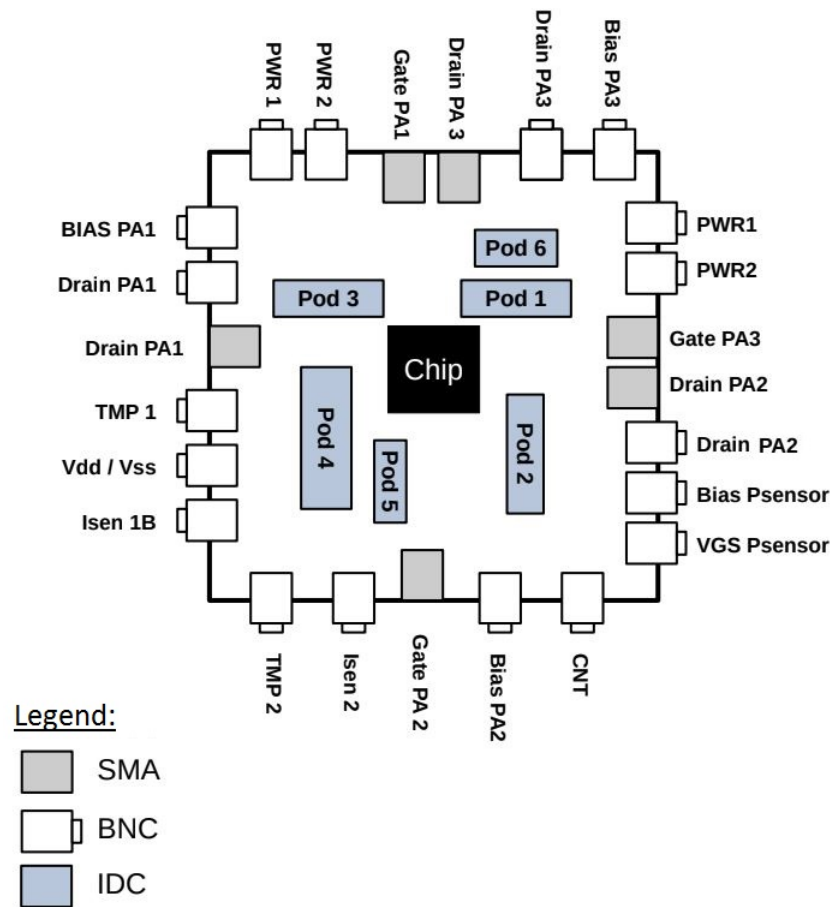 PWR 1
PWR 2
Gate PA1
Drain PA 3
Drain PA3
Bias PA3
BIAS PA1
Drain PA1
Drain PA1
TMP 1
Vdd / Vss
Isen 1B
Pod 6
Pod 3
Pod 1
Chip
Pod 4
Pod 5
Pod 2
PWR1
PWR2
Gate PA3
Drain PA2
Drain PA2
Bias Psensor
VGS Psensor
TMP 2
Isen 2
Gate PA 2
Bias PA2
CNT
Legend:
SMA
BNC
IDC